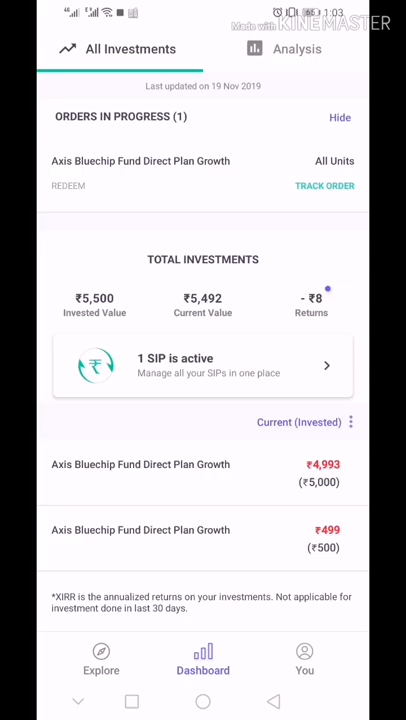 1:03
Made with KINEMASTER
All Investments
Analysis
Last updated on 19 Nov 2019
ORDERS IN PROGRESS (1)
Hide
Axis Bluechip Fund Direct Plan Growth
All Units
REDEEM
TRACK ORDER
TOTAL INVESTMENTS
₹5,500
₹5,492
- ₹8
Invested Value
Current Value
Returns
1 SIP is active
Manage all your SIPs in one place
Current (Invested)
Axis Bluechip Fund Direct Plan Growth
₹4,993
(₹5,000)
Axis Bluechip Fund Direct Plan Growth
₹499
(₹500)
*XIRR is the annualized returns on your investments. Not applicable for
investment done in last 30 days.
Explore
Dashboard
You